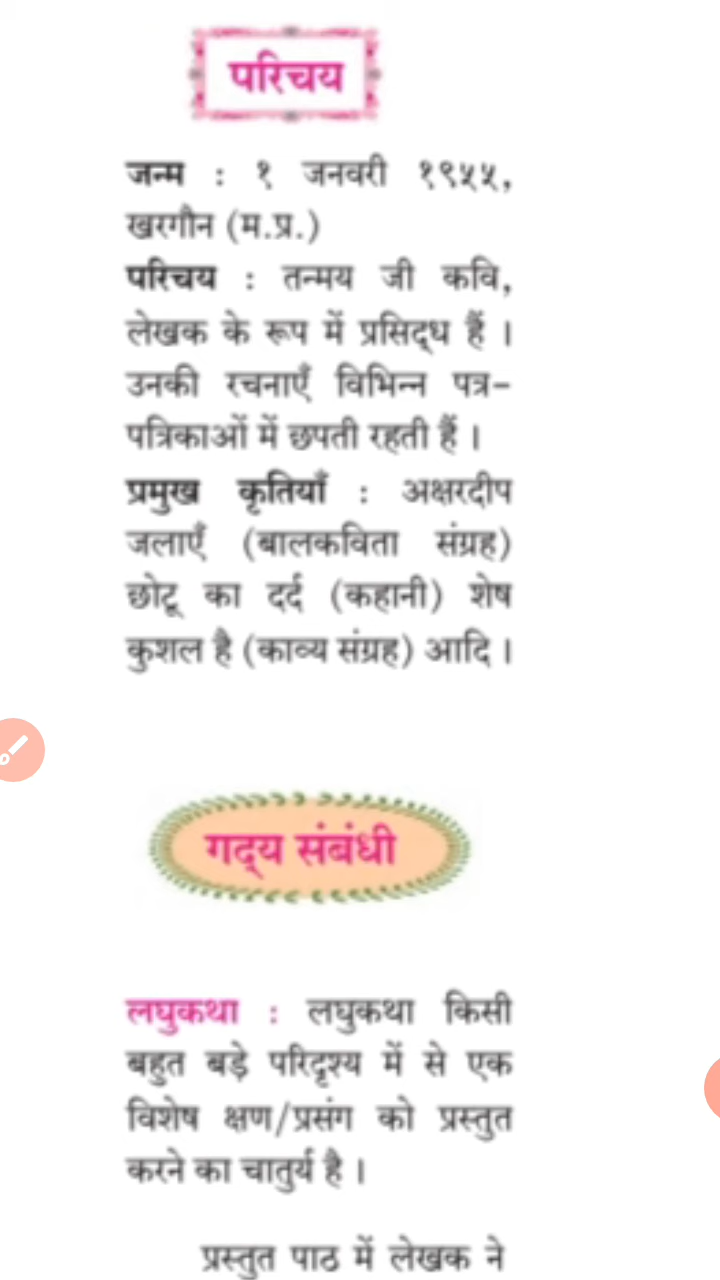 परिचय
जन्म : १ जनवरी १९५५,
खरगौन (म.प्र.)
परिचय : तन्मय जी कवि,
लेखक के रूप में प्रसिद्ध हैं ।
उनकी रचनाएँ विभिन्न पत्र-
पत्रिकाओं में छपती रहती हैं ।
प्रमुख कृतियाँ : अक्षरदीप
जलाएँ (बालकविता संग्रह)
छोटू का दर्द (कहानी) शेष
कुशल है (काव्य संग्रह) आदि ।
गद्य संबंधी
लघुकथा : लघुकथा किसी
बहुत बड़े परिदृश्य में से एक
विशेष क्षण/प्रसंग को प्रस्तुत
करने का चातुर्य है ।
प्रस्तुत पाठ में लेखक ने